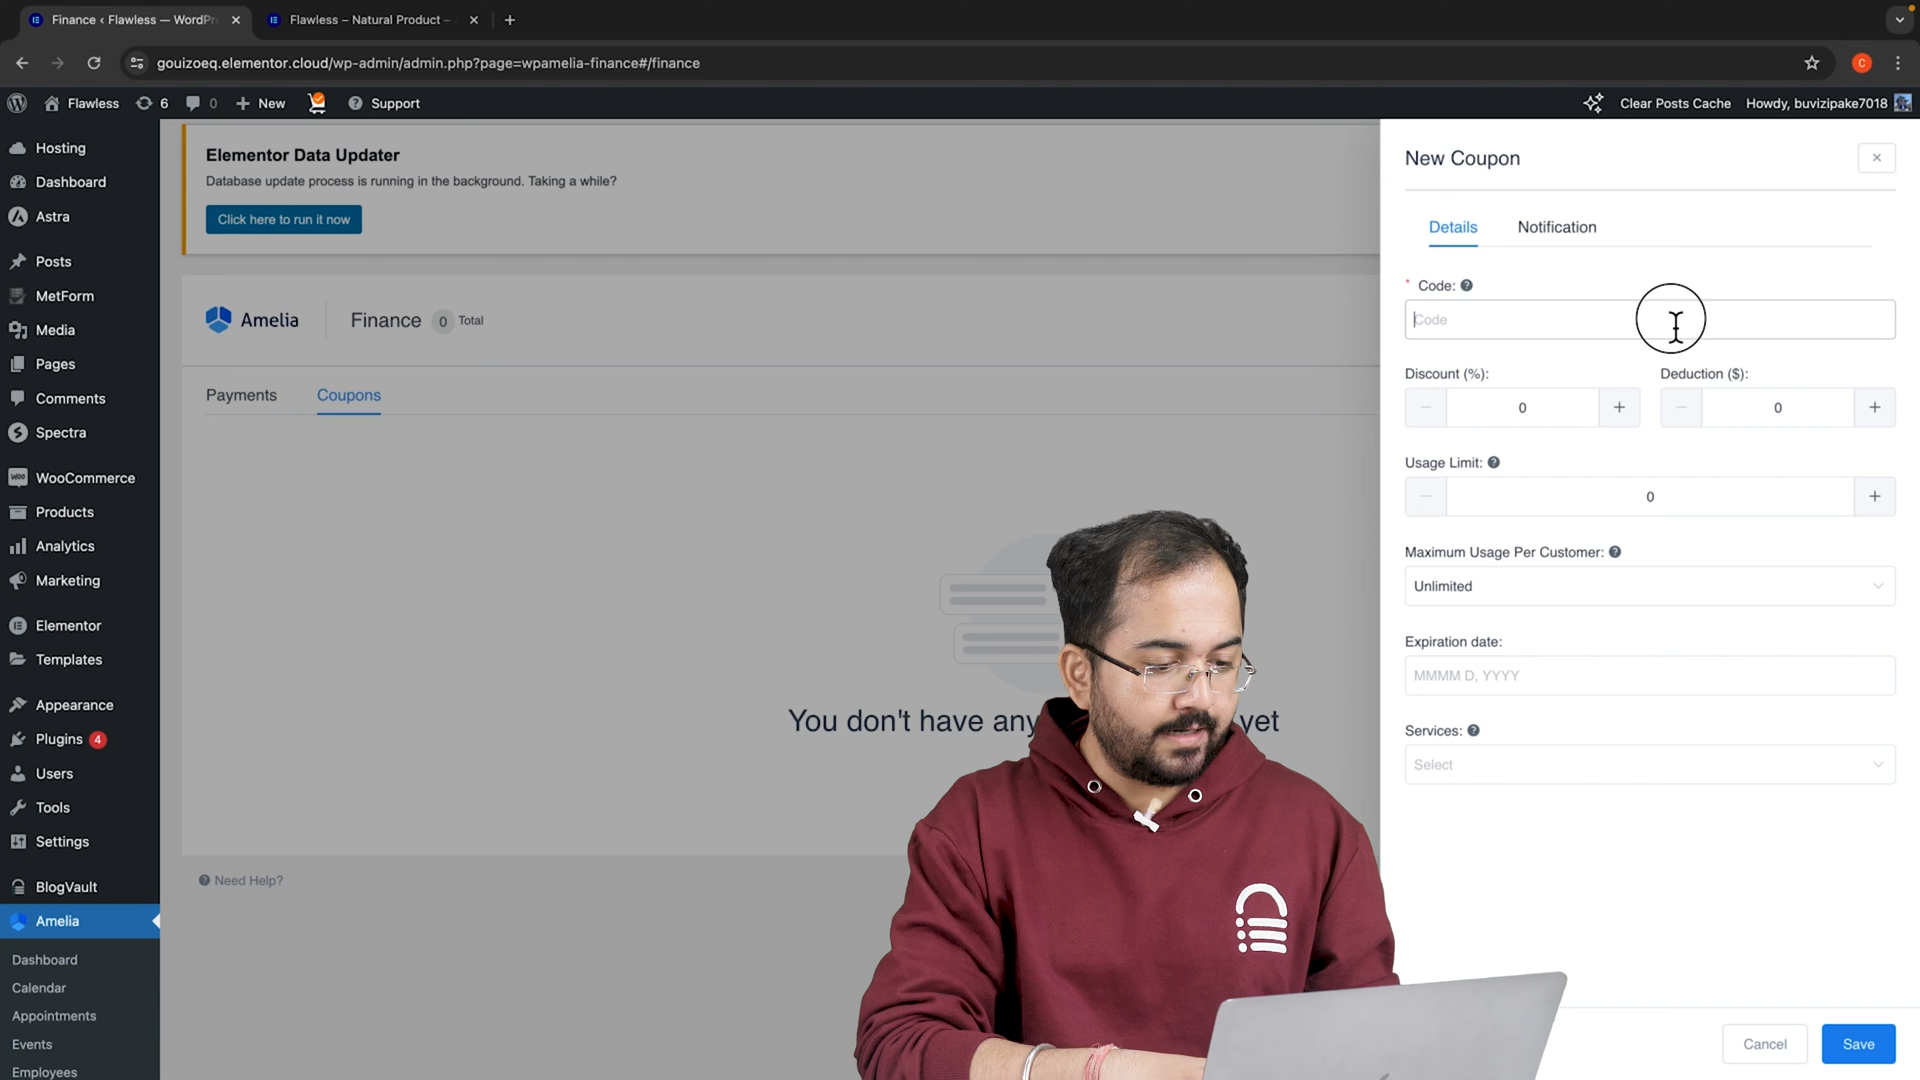 Finance ‹ Flawless — WordPr
Flawless – Natural Product –
gouizoeq.elementor.cloud/wp-admin/admin.php?page=wpamelia-finance#/finance
C
Flawless 6 0 New Support
Clear Posts Cache Howdy, buvizipake7018
Hosting
Dashboard
Astra
Posts
MetForm
Media
Pages
Comments
Spectra
WooCommerce
Products
Analytics
Marketing
Elementor
Templates
Appearance
Plugins 4
Users
Tools
Settings
BlogVault
Amelia
Dashboard
Calendar
Appointments
Events
Employees
Elementor Data Updater
Database update process is running in the background. Taking a while?
Click here to run it now
Amelia Finance 0 Total
Payments Coupons
You don't have any yet
Need Help?
New Coupon
Details Notification
* Code:
Code
Discount (%): Deduction ($):
− 0 + − 0 +
Usage Limit:
− 0 +
Maximum Usage Per Customer:
Unlimited
Expiration date:
MMMM D, YYYY
Services:
Select
Cancel Save